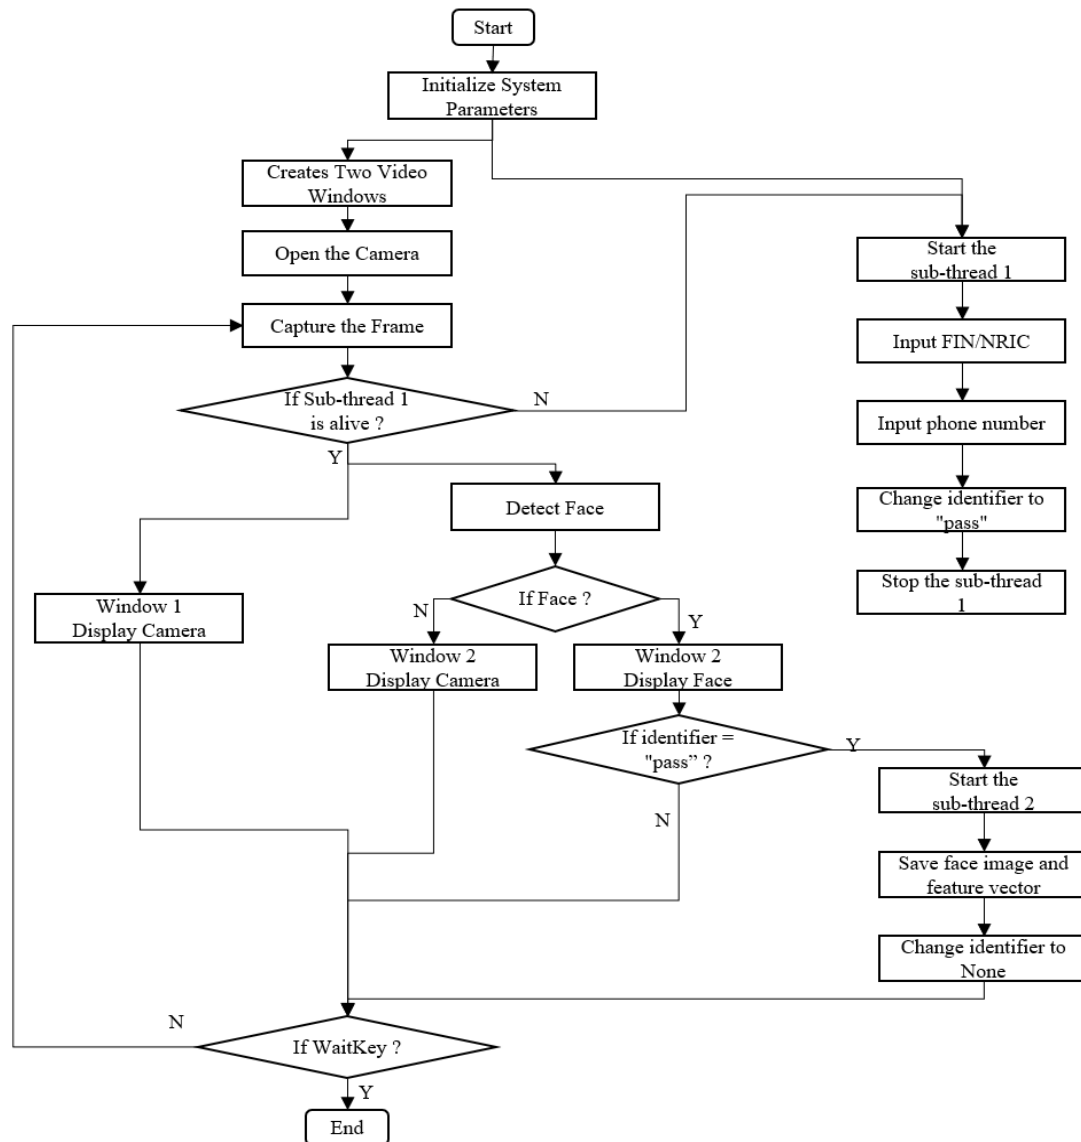 Start
Initialize System
Parameters
Creates Two Video
Windows
Open the Camera
Start the
sub-thread 1
Capture the Frame
Input FIN/NRIC
If Sub-thread 1
is alive ?
N
Y
Input phone number
Detect Face
Change identifier to
"pass"
Stop the sub-thread
1
Window 1
Display Camera
If Face ?
N
Y
Window 2
Display Camera
Window 2
Display Face
If identifier =
"pass” ?
Y
N
Start the
sub-thread 2
Save face image and
feature vector
Change identifier to
None
N
If WaitKey ?
Y
End